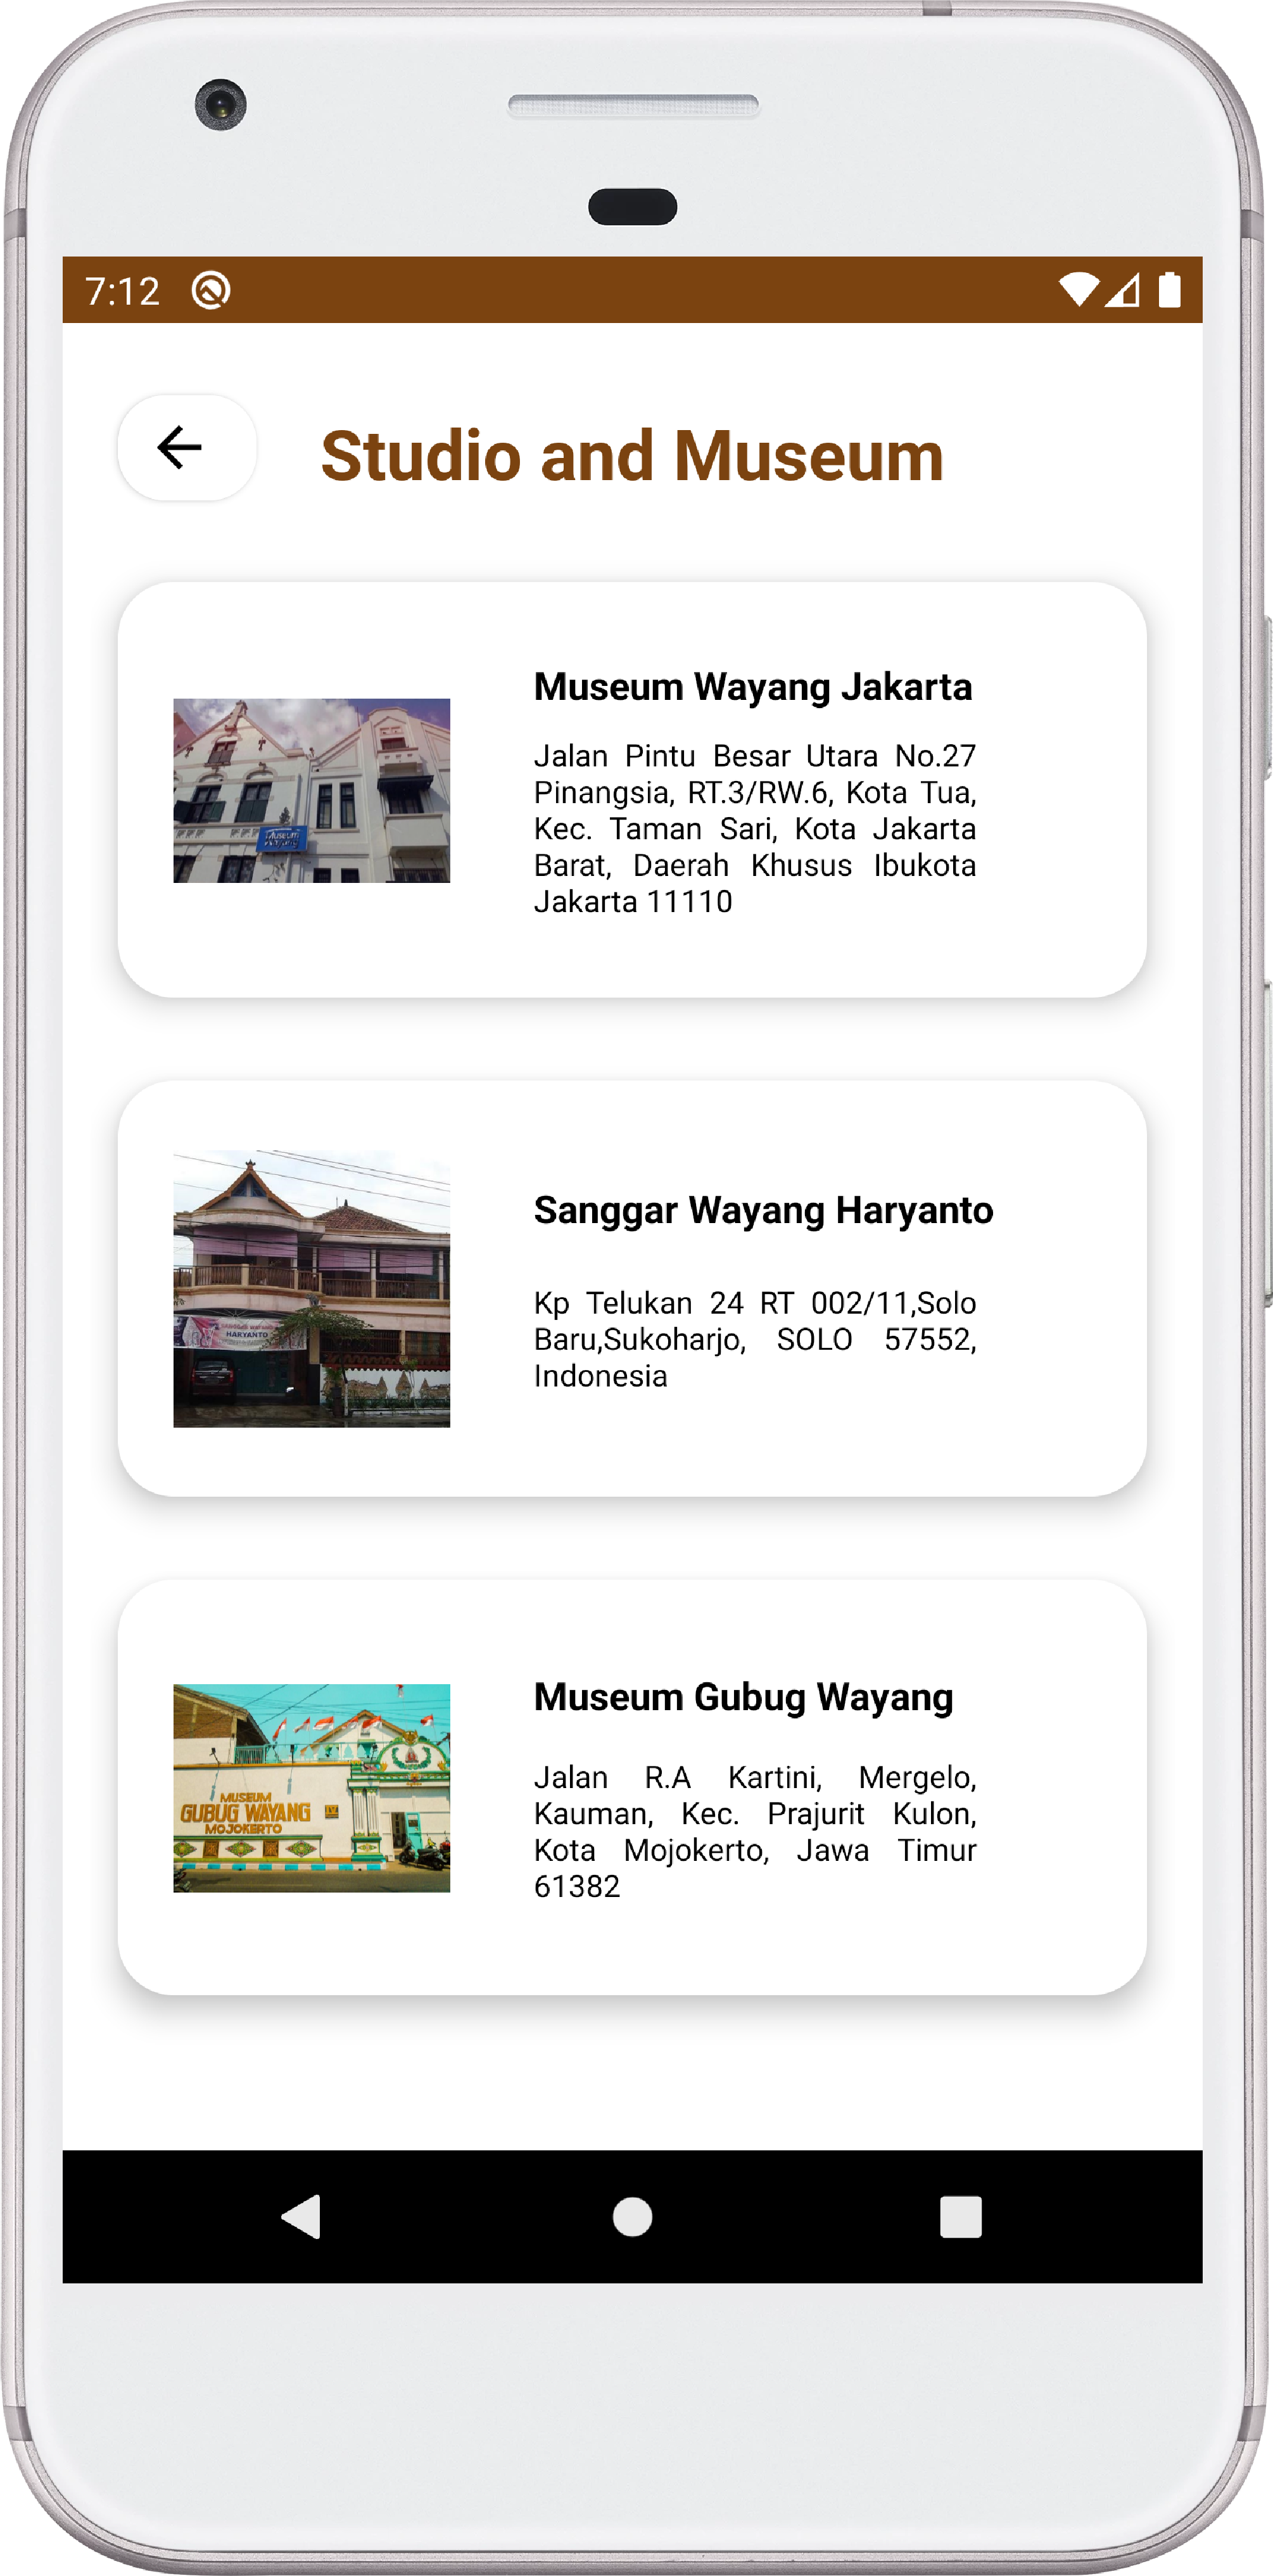 7:12
Studio and Museum
Museum Wayang Jakarta
Jalan Pintu Besar Utara No.27
Pinangsia, RT.3/RW.6, Kota Tua,
Kec. Taman Sari, Kota Jakarta
Barat, Daerah Khusus Ibukota
Jakarta 11110
Museum
Wayang
Sanggar Wayang Haryanto
Kp Telukan 24 RT 002/11,Solo
Baru,Sukoharjo, SOLO 57552,
Indonesia
HARYANTO
Museum Gubug Wayang
Jalan R.A Kartini, Mergelo,
Kauman, Kec. Prajurit Kulon,
Kota Mojokerto, Jawa Timur
61382
MUSEUM
GUBUG WAYANG
MOJOKERTO